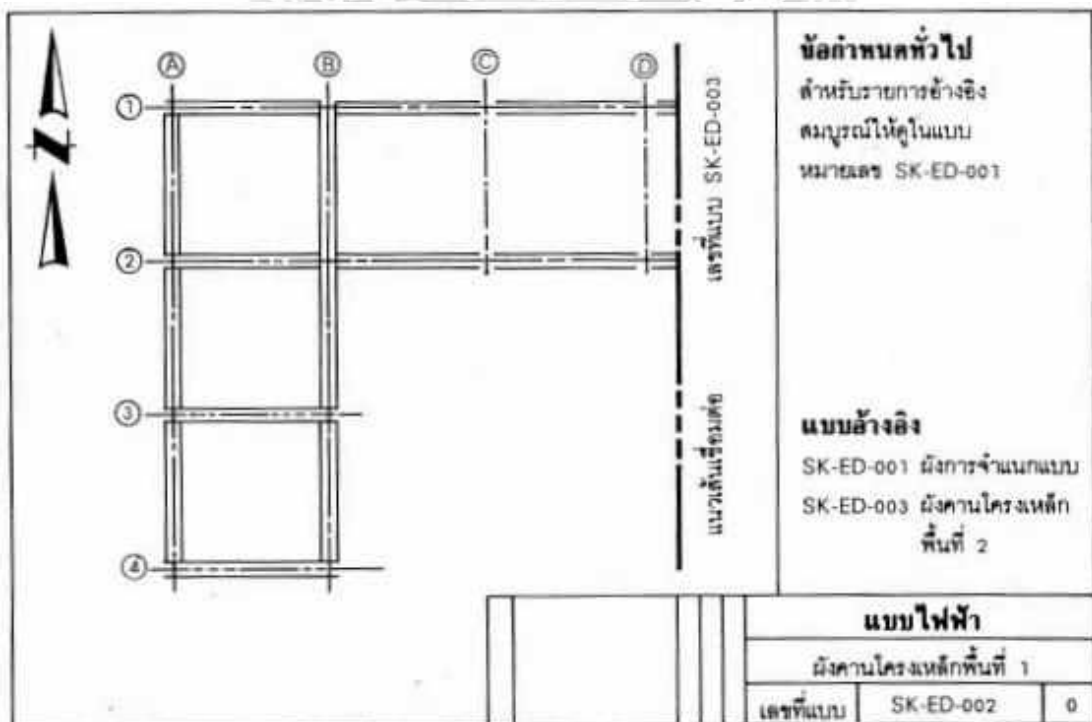 A B C D
1
2
3
4
N
เลขที่แบบ SK-ED-003
แนวเส้นเชื่อมต่อ
ข้อกำหนดทั่วไป
สำหรับรายการอ้างอิง
สมบูรณ์ให้ดูในแบบ
หมายเลข SK-ED-001
แบบอ้างอิง
SK-ED-001 ผังการจำแนกแบบ
SK-ED-003 ผังคานโครงเหล็ก
พื้นที่ 2
แบบไฟฟ้า
ผังคานโครงเหล็กพื้นที่ 1
เลขที่แบบ SK-ED-002 0